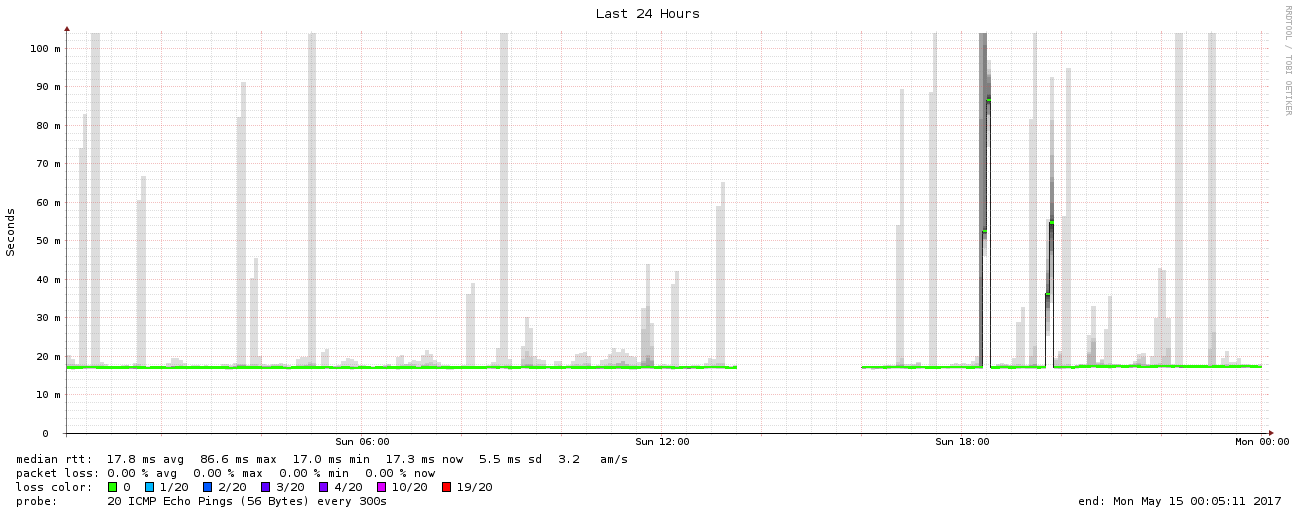 Last 24 Hours
RRDTOOL / TOBI OETIKER
Seconds
100 m
90 m
80 m
70 m
60 m
50 m
40 m
30 m
20 m
10 m
0
Sun 06:00 Sun 12:00 Sun 18:00 Mon 00:00
median rtt: 17.8 ms avg 86.6 ms max 17.0 ms min 17.3 ms now 5.5 ms sd 3.2 am/s
packet loss: 0.00 % avg 0.00 % max 0.00 % min 0.00 % now
loss color: 0 1/20 2/20 3/20 4/20 10/20 19/20
probe: 20 ICMP Echo Pings (56 Bytes) every 300s end: Mon May 15 00:05:11 2017